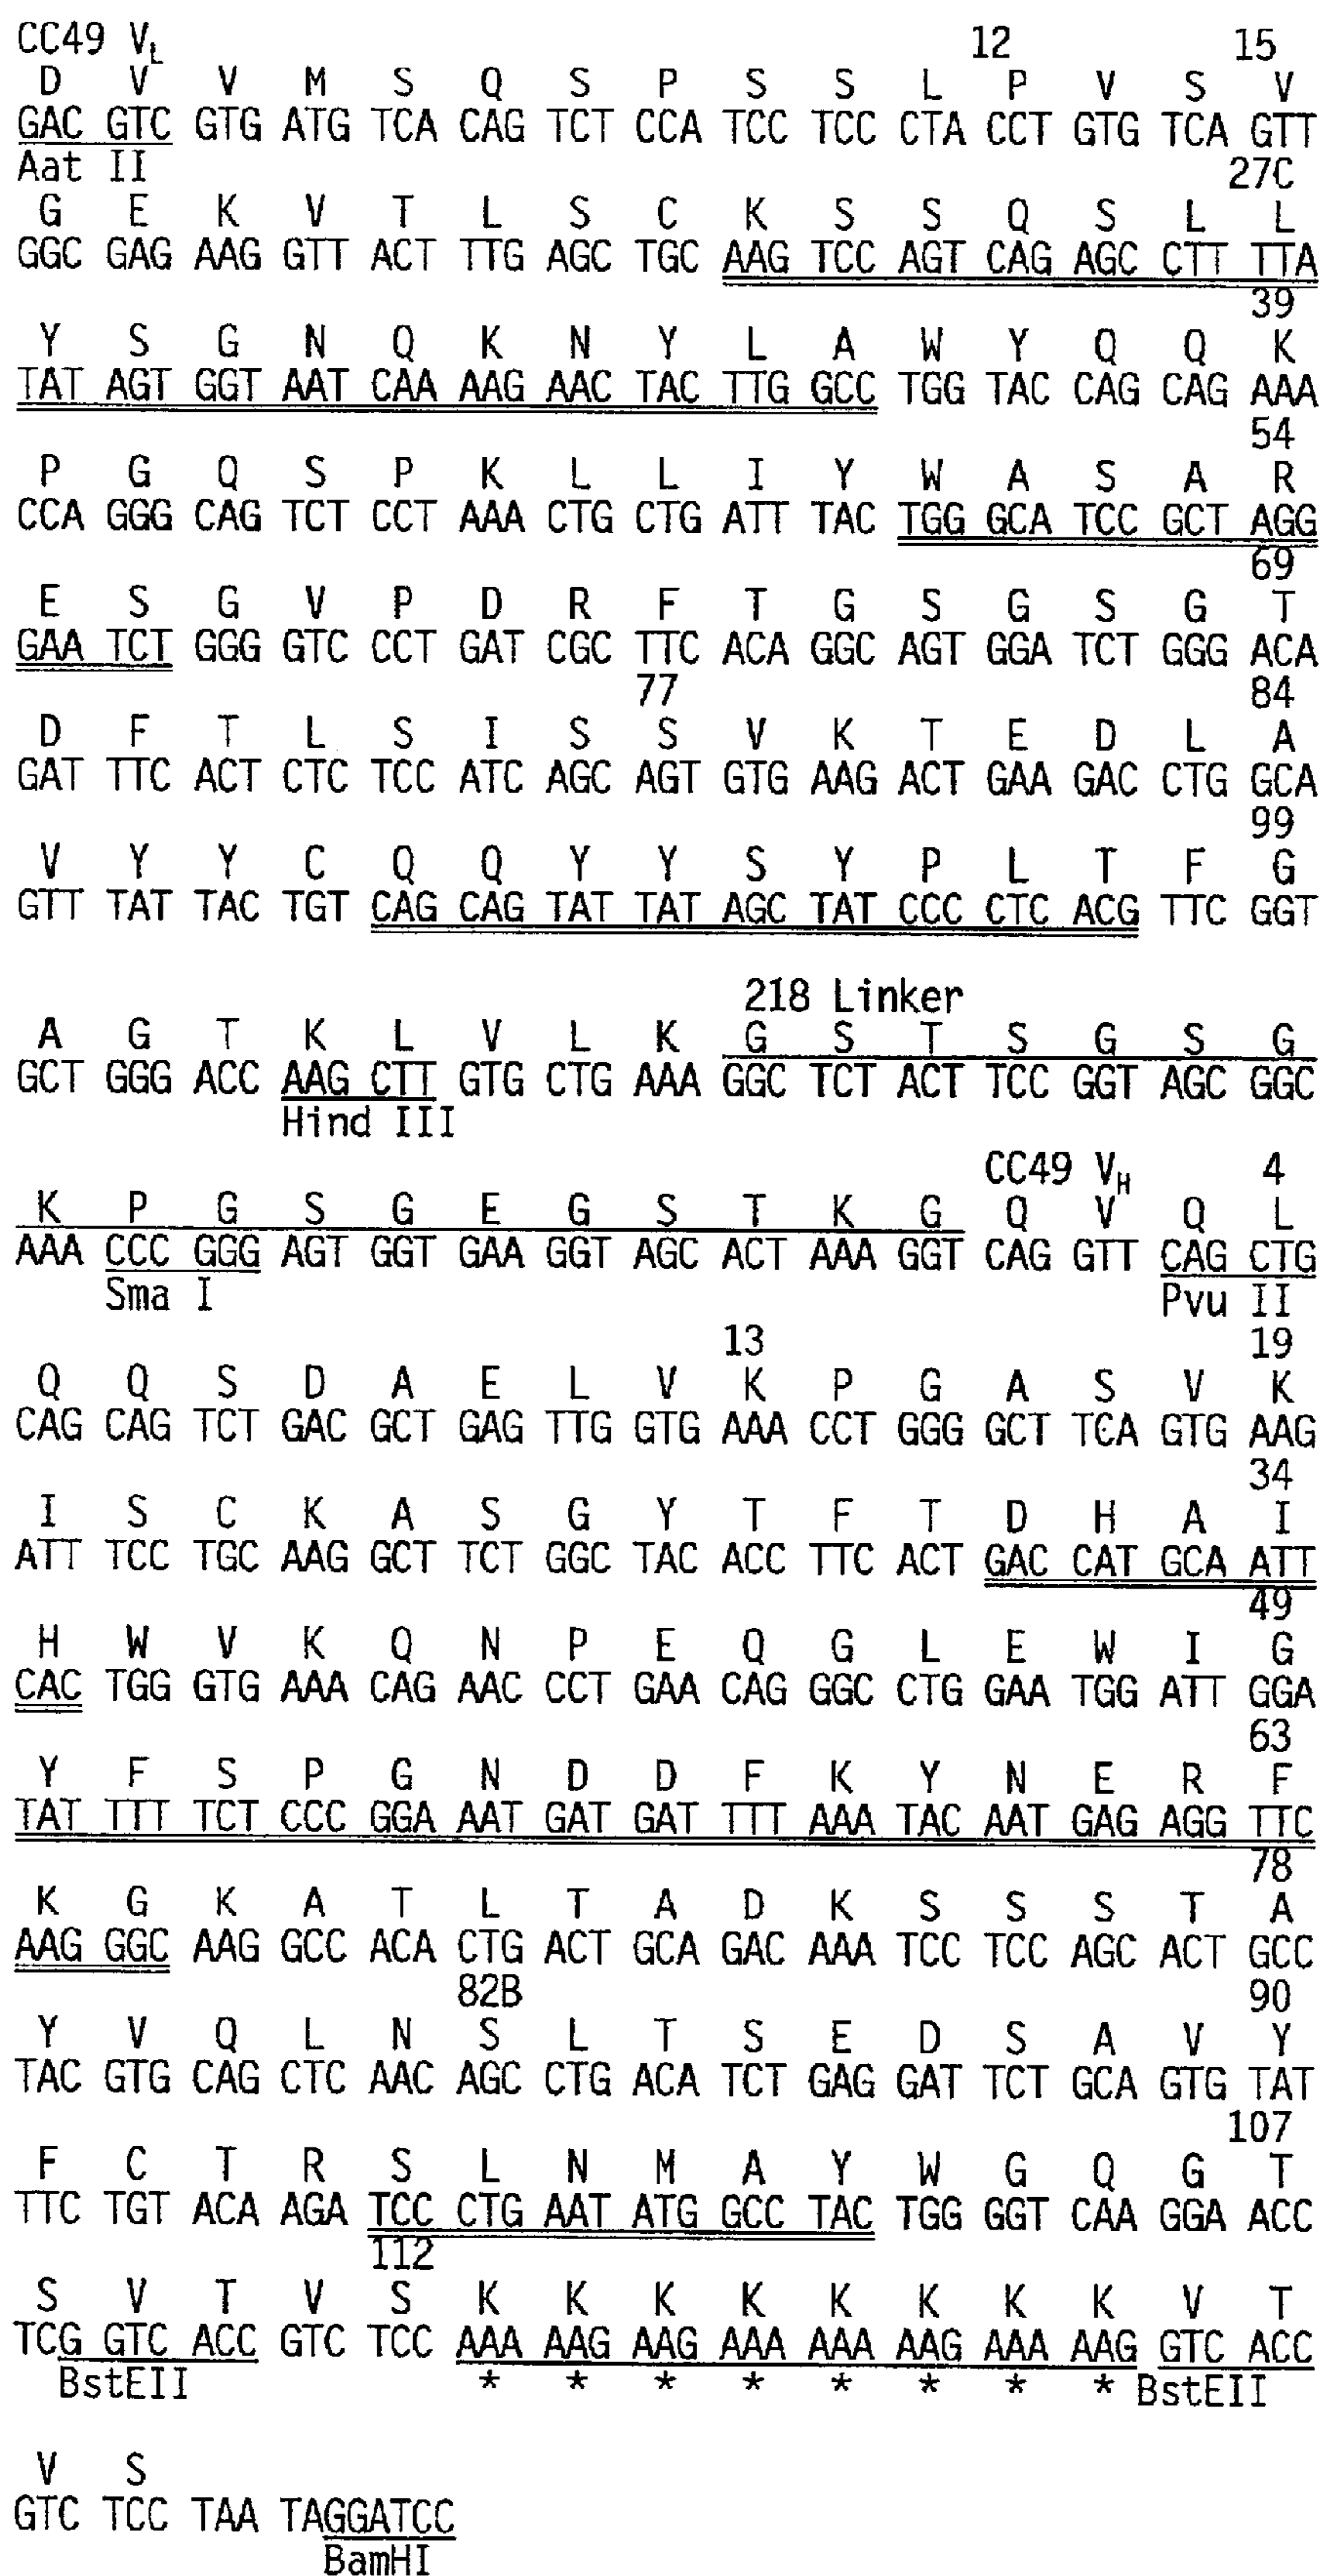 CC49 VL 12 15
D V V M S Q S P S S L P V S V
GAC GTC GTG ATG TCA CAG TCT CCA TCC TCC CTA CCT GTG TCA GTT
Aat II 27C
G E K V T L S C K S S Q S L L
GGC GAG AAG GTT ACT TTG AGC TGC AAG TCC AGT CAG AGC CTT TTA
39
Y S G N Q K N Y L A W Y Q Q K
TAT AGT GGT AAT CAA AAG AAC TAC TTG GCC TGG TAC CAG CAG AAA
54
P G Q S P K L L I Y W A S A R
CCA GGG CAG TCT CCT AAA CTG CTG ATT TAC TGG GCA TCC GCT AGG
69
E S G V P D R F T G S G S G T
GAA TCT GGG GTC CCT GAT CGC TTC ACA GGC AGT GGA TCT GGG ACA
77 84
D F T L S I S S V K T E D L A
GAT TTC ACT CTC TCC ATC AGC AGT GTG AAG ACT GAA GAC CTG GCA
99
V Y Y C Q Q Y Y S Y P L T F G
GTT TAT TAC TGT CAG CAG TAT TAT AGC TAT CCC CTC ACG TTC GGT
218 Linker
A G T K L V L K G S T S G S G
GCT GGG ACC AAG CTT GTG CTG AAA GGC TCT ACT TCC GGT AGC GGC
Hind III
CC49 VH 4
K P G S G E G S T K G Q V Q L
AAA CCC GGG AGT GGT GAA GGT AGC ACT AAA GGT CAG GTT CAG CTG
Sma I Pvu II
13 19
Q Q S D A E L V K P G A S V K
CAG CAG TCT GAC GCT GAG TTG GTG AAA CCT GGG GCT TCA GTG AAG
34
I S C K A S G Y T F T D H A I
ATT TCC TGC AAG GCT TCT GGC TAC ACC TTC ACT GAC CAT GCA ATT
49
H W V K Q N P E Q G L E W I G
CAC TGG GTG AAA CAG AAC CCT GAA CAG GGC CTG GAA TGG ATT GGA
63
Y F S P G N D D F K Y N E R F
TAT TTT TCT CCC GGA AAT GAT GAT TTT AAA TAC AAT GAG AGG TTC
78
K G K A T L T A D K S S S T A
AAG GGC AAG GCC ACA CTG ACT GCA GAC AAA TCC TCC AGC ACT GCC
82B 90
Y V Q L N S L T S E D S A V Y
TAC GTG CAG CTC AAC AGC CTG ACA TCT GAG GAT TCT GCA GTG TAT
107
F C T R S L N M A Y W G Q G T
TTC TGT ACA AGA TCC CTG AAT ATG GCC TAC TGG GGT CAA GGA ACC
112
S V T V S K K K K K K K K V T
TCG GTC ACC GTC TCC AAA AAG AAG AAA AAA AAG AAA AAG GTC ACC
BstEII * * * * * * * * BstEII
V S
GTC TCC TAA TAGGATCC
BamHI